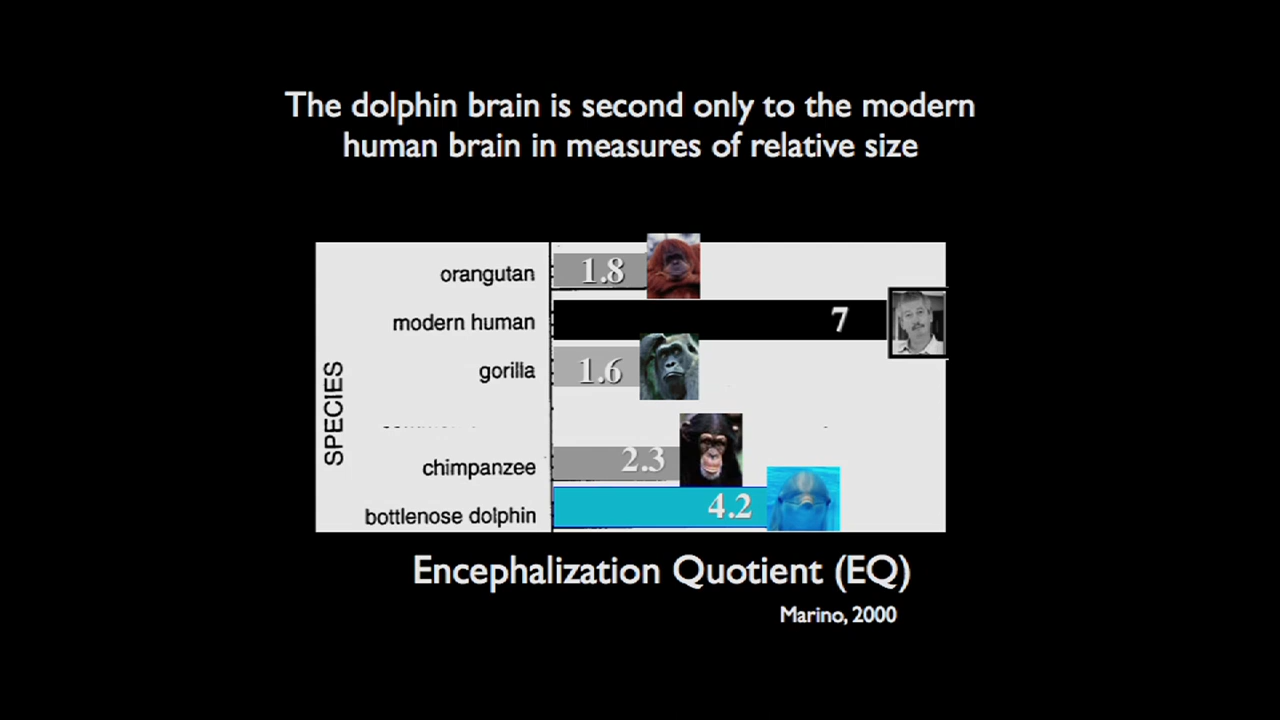 The dolphin brain is second only to the modern
human brain in measures of relative size
orangutan
1.8
modern human
7
gorilla
1.6
SPECIES
chimpanzee
2.3
bottlenose dolphin
4.2
Encephalization Quotient (EQ)
Marino, 2000